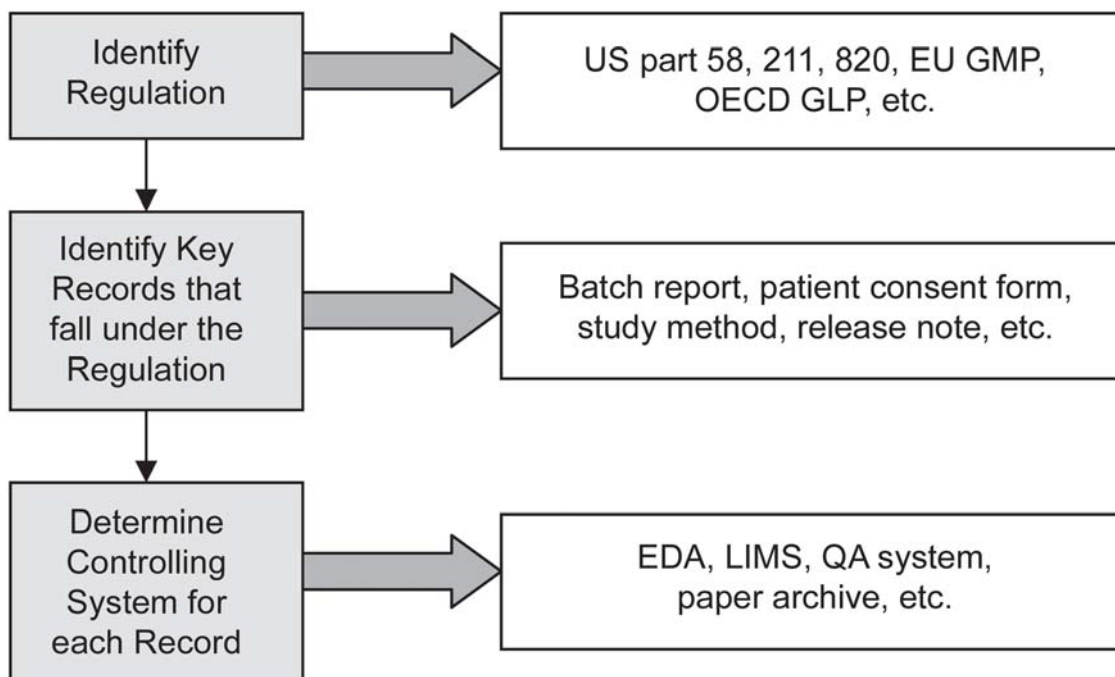 Identify
Regulation
US part 58, 211, 820, EU GMP,
OECD GLP, etc.
Identify Key
Records that
fall under the
Regulation
Batch report, patient consent form,
study method, release note, etc.
Determine
Controlling
System for
each Record
EDA, LIMS, QA system,
paper archive, etc.